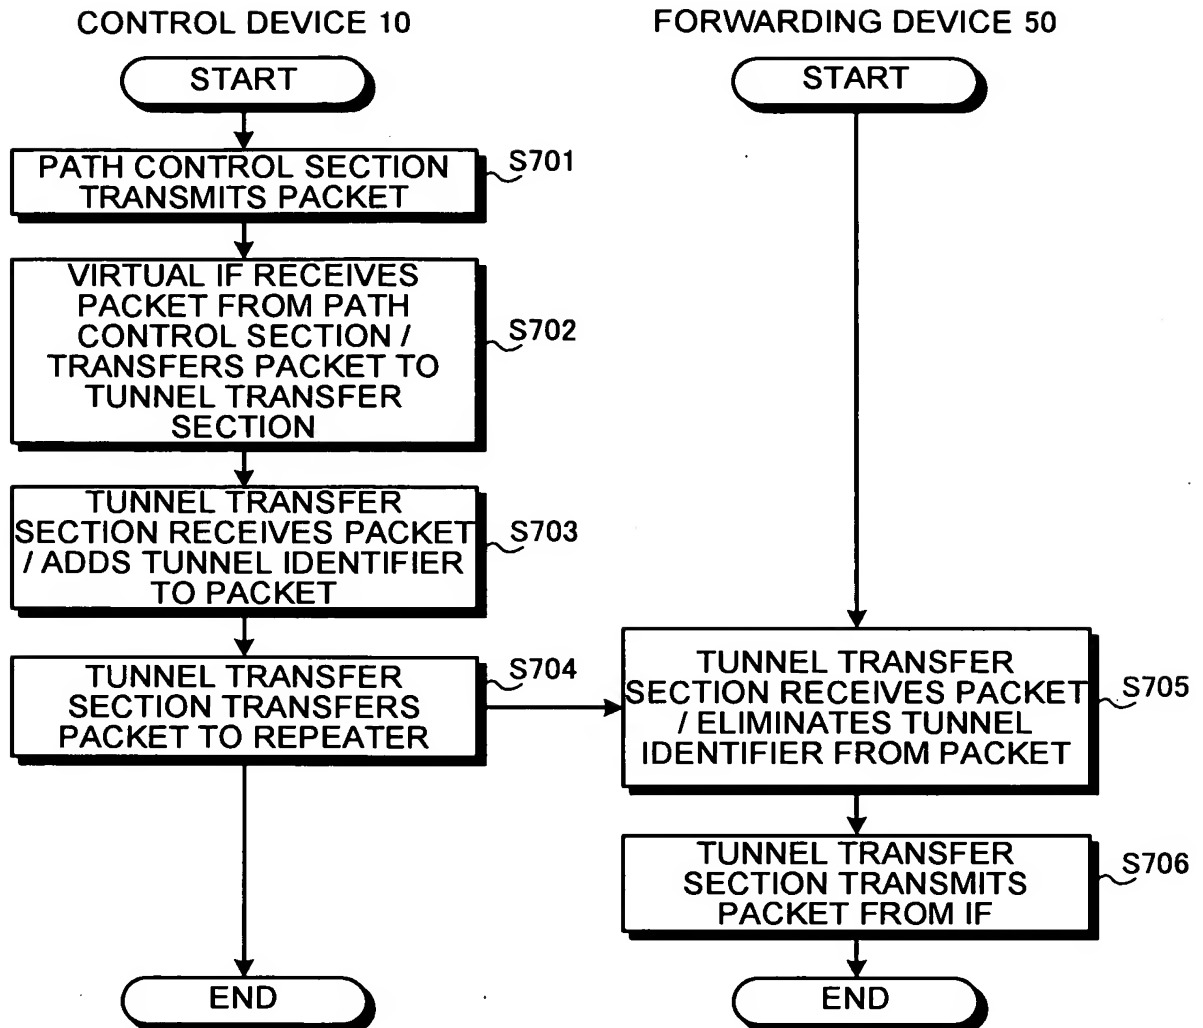 CONTROL DEVICE 10
START
PATH CONTROL SECTION
TRANSMITS PACKET
S701
VIRTUAL IF RECEIVES
PACKET FROM PATH
CONTROL SECTION /
TRANSFERS PACKET TO
TUNNEL TRANSFER
SECTION
S702
TUNNEL TRANSFER
SECTION RECEIVES PACKET
/ ADDS TUNNEL IDENTIFIER
TO PACKET
S703
TUNNEL TRANSFER
SECTION TRANSFERS
PACKET TO REPEATER
S704
END
FORWARDING DEVICE 50
START
TUNNEL TRANSFER
SECTION RECEIVES PACKET
/ ELIMINATES TUNNEL
IDENTIFIER FROM PACKET
S705
TUNNEL TRANSFER
SECTION TRANSMITS
PACKET FROM IF
S706
END